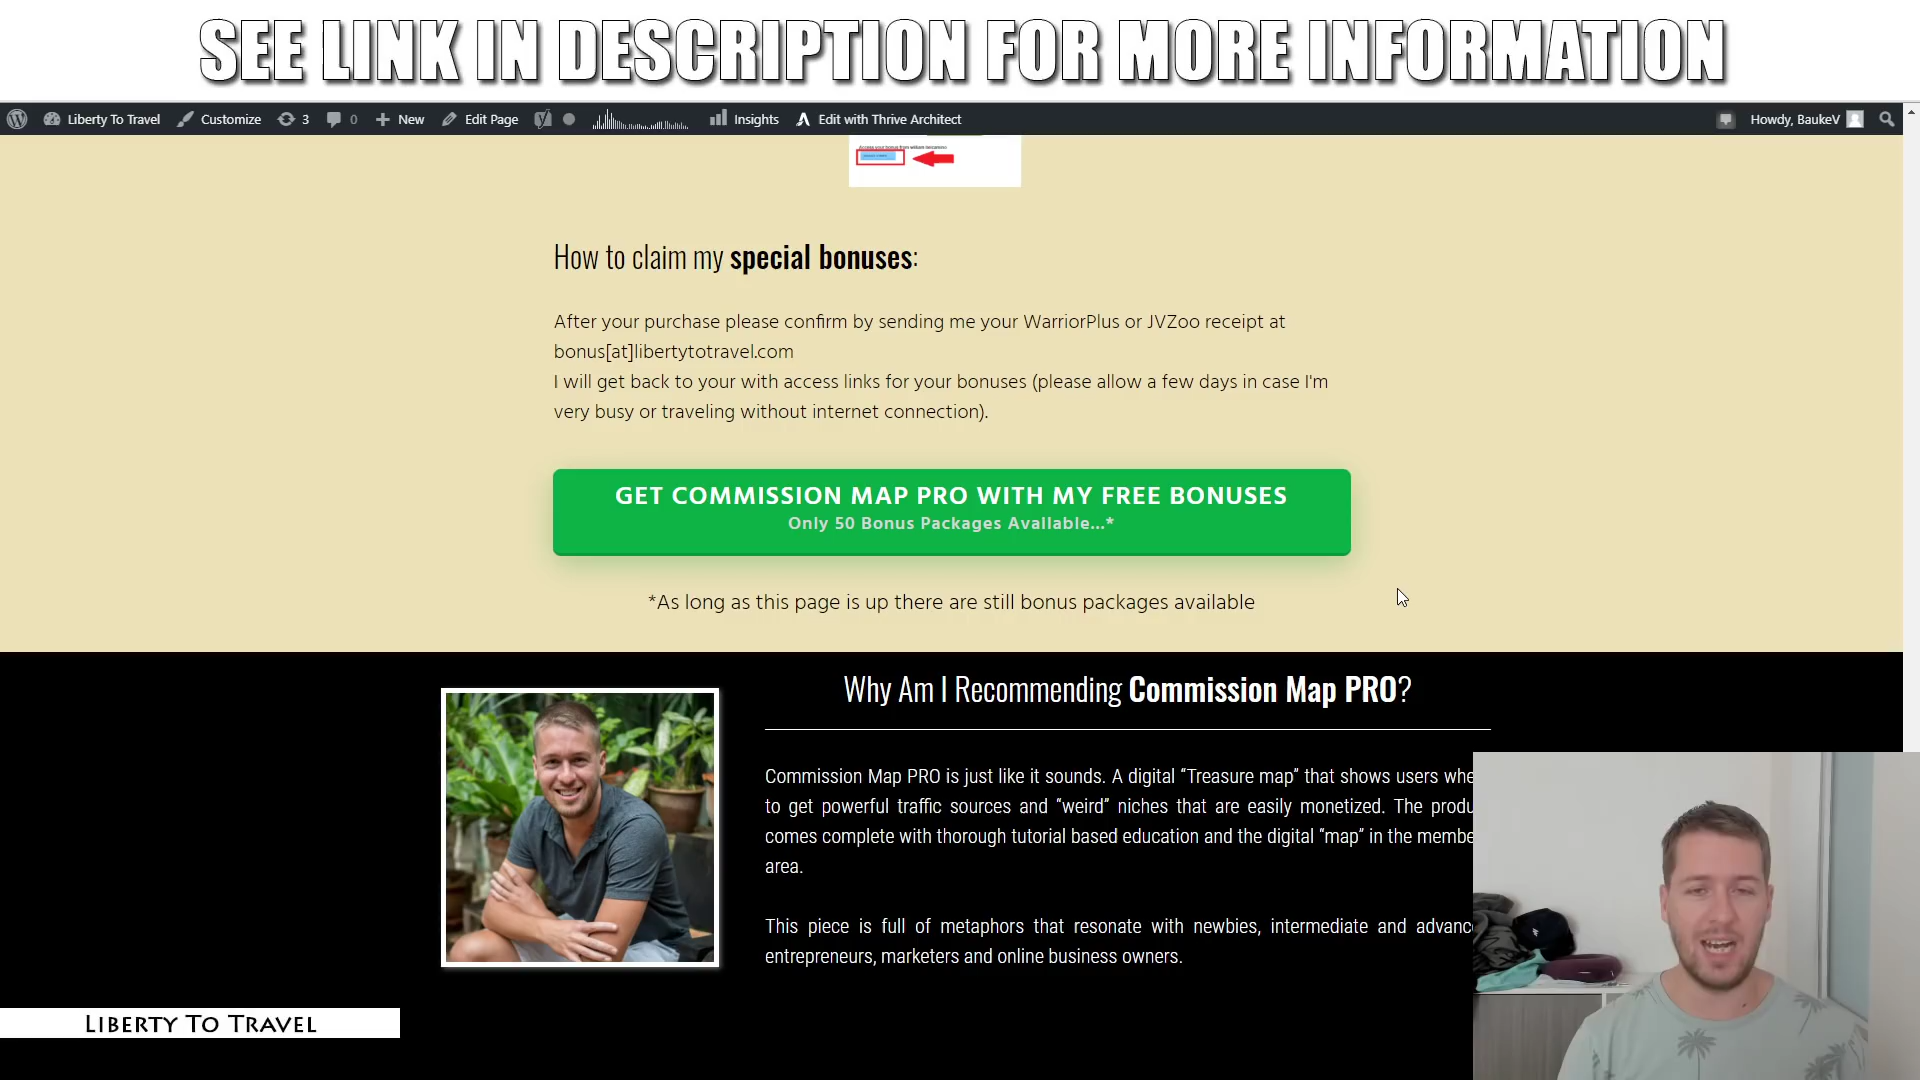 SEE LINK IN DESCRIPTION FOR MORE INFORMATION
Liberty To Travel Customize 3 0 New Edit Page Insights Edit with Thrive Architect Howdy, BaukeV
How to claim my special bonuses:
After your purchase please confirm by sending me your WarriorPlus or JVZoo receipt at
bonus[at]libertytotravel.com
I will get back to your with access links for your bonuses (please allow a few days in case I'm
very busy or traveling without internet connection).
GET COMMISSION MAP PRO WITH MY FREE BONUSES
Only 50 Bonus Packages Available...*
*As long as this page is up there are still bonus packages available
Why Am I Recommending Commission Map PRO?
Commission Map PRO is just like it sounds. A digital “Treasure map” that shows users whe
to get powerful traffic sources and “weird” niches that are easily monetized. The produ
comes complete with thorough tutorial based education and the digital “map” in the membe
area.
This piece is full of metaphors that resonate with newbies, intermediate and advanc
entrepreneurs, marketers and online business owners.
LIBERTY TO TRAVEL